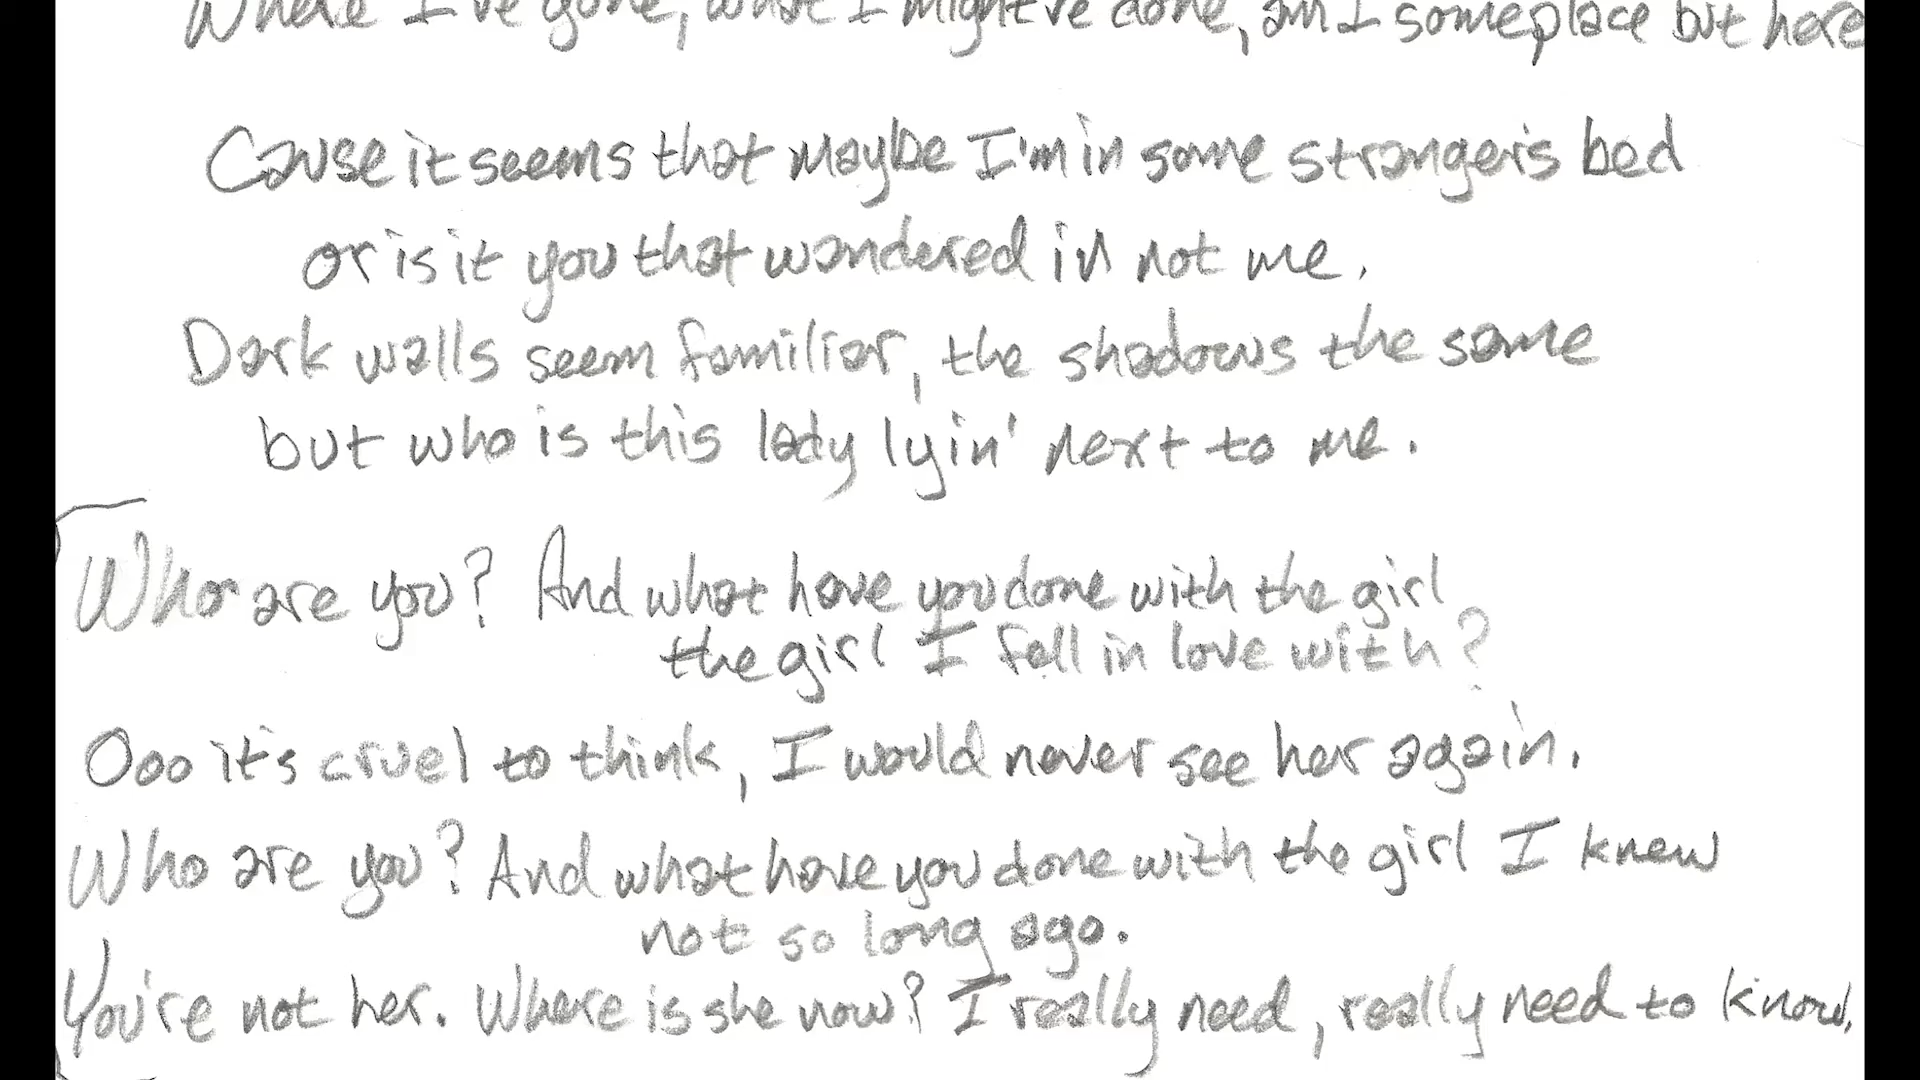 Where I've gone, what I might've done, am I someplace but here
Cause it seems that maybe I'm in some stranger's bed
or is it you that wandered in not me.
Dark walls seem familiar, the shadows the same
but who is this lady lyin' next to me.
Who are you? And what have you done with the girl
the girl I fell in love with?
Ooo it's cruel to think, I would never see her again.
Who are you? And what have you done with the girl I knew
not so long ago.
You're not her. Where is she now? I really need, really need to know.